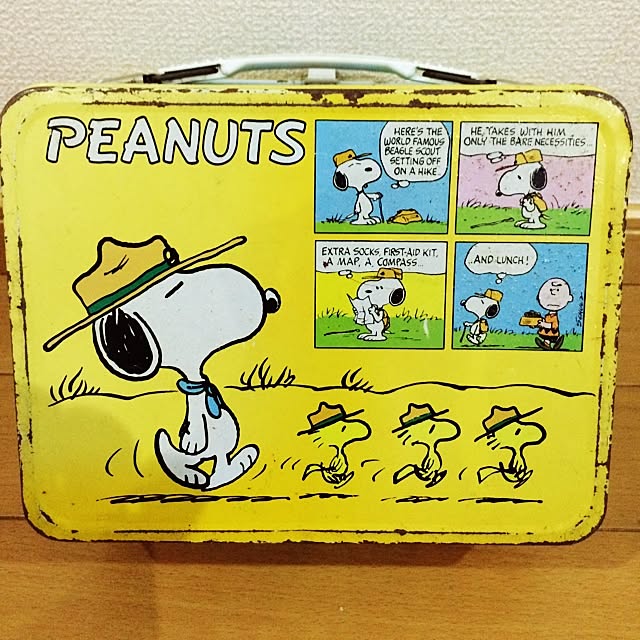 PEANUTS
HERE'S THE
WORLD FAMOUS
BEAGLE SCOUT
SETTING OFF
ON A HIKE
HE TAKES WITH HIM
ONLY THE BARE NECESSITIES...
EXTRA SOCKS, FIRST-AID KIT,
A MAP, A COMPASS...
...AND LUNCH!